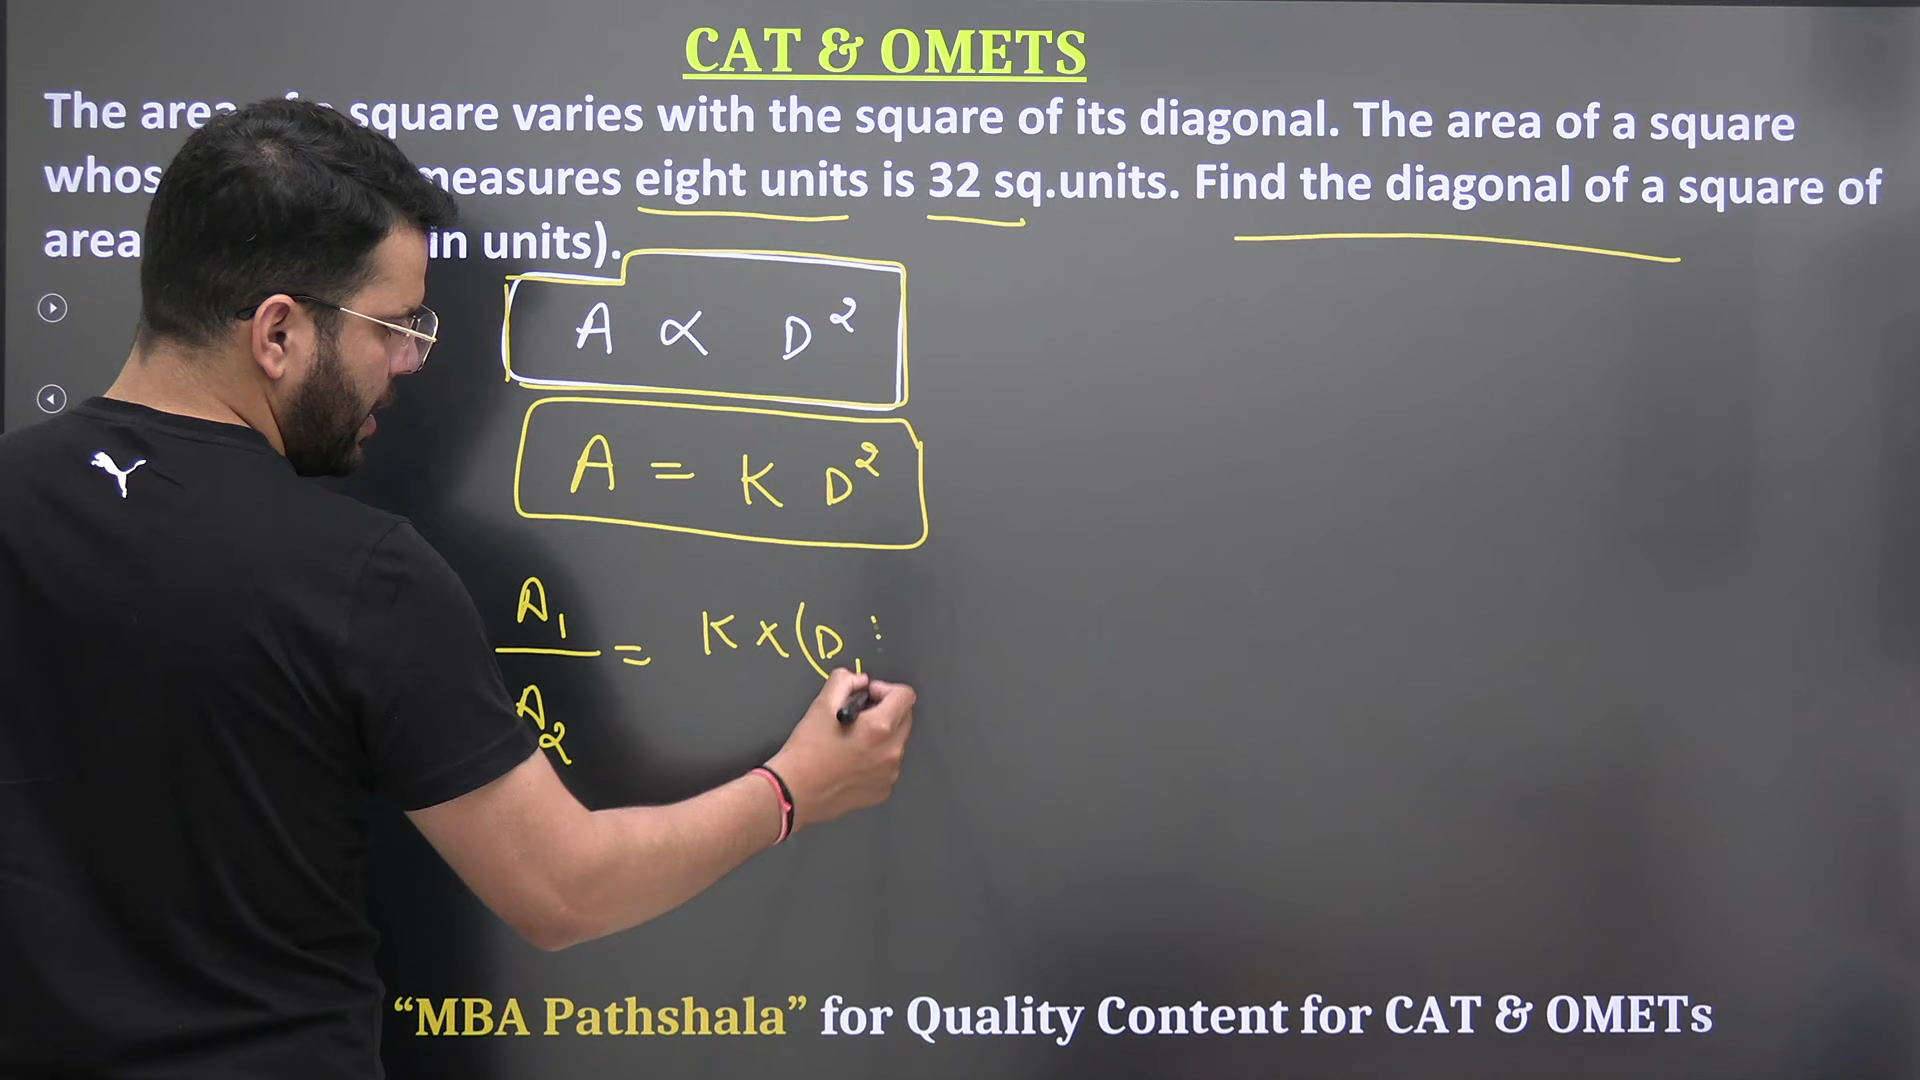 CAT & OMETS
The area square varies with the square of its diagonal. The area of a square
measures eight units is 32 sq.units. Find the diagonal of a square of
area in units).
A ∝ D²
A = K D²
A₁
/A₂ = K × (D₁
“MBA Pathshala” for Quality Content for CAT & OMETs